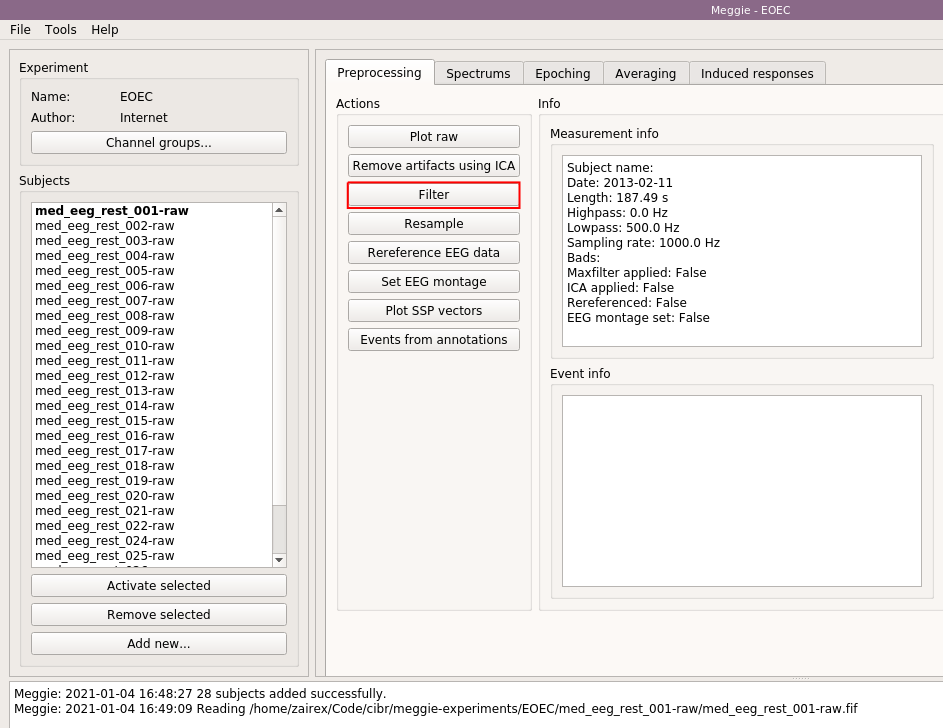 Meggie - EOEC
File Tools Help
Experiment
Name: EOEC
Author: Internet
Channel groups...
Subjects
med_eeg_rest_001-raw
med_eeg_rest_002-raw
med_eeg_rest_003-raw
med_eeg_rest_004-raw
med_eeg_rest_005-raw
med_eeg_rest_006-raw
med_eeg_rest_007-raw
med_eeg_rest_008-raw
med_eeg_rest_009-raw
med_eeg_rest_010-raw
med_eeg_rest_011-raw
med_eeg_rest_012-raw
med_eeg_rest_013-raw
med_eeg_rest_014-raw
med_eeg_rest_015-raw
med_eeg_rest_016-raw
med_eeg_rest_017-raw
med_eeg_rest_018-raw
med_eeg_rest_019-raw
med_eeg_rest_020-raw
med_eeg_rest_021-raw
med_eeg_rest_022-raw
med_eeg_rest_024-raw
med_eeg_rest_025-raw
Activate selected
Remove selected
Add new...
Preprocessing Spectrums Epoching Averaging Induced responses
Actions
Plot raw
Remove artifacts using ICA
Filter
Resample
Rereference EEG data
Set EEG montage
Plot SSP vectors
Events from annotations
Info
Measurement info
Subject name:
Date: 2013-02-11
Length: 187.49 s
Highpass: 0.0 Hz
Lowpass: 500.0 Hz
Sampling rate: 1000.0 Hz
Bads:
Maxfilter applied: False
ICA applied: False
Rereferenced: False
EEG montage set: False
Event info
Meggie: 2021-01-04 16:48:27 28 subjects added successfully.
Meggie: 2021-01-04 16:49:09 Reading /home/zairex/Code/cibr/meggie-experiments/EOEC/med_eeg_rest_001-raw/med_eeg_rest_001-raw.fif